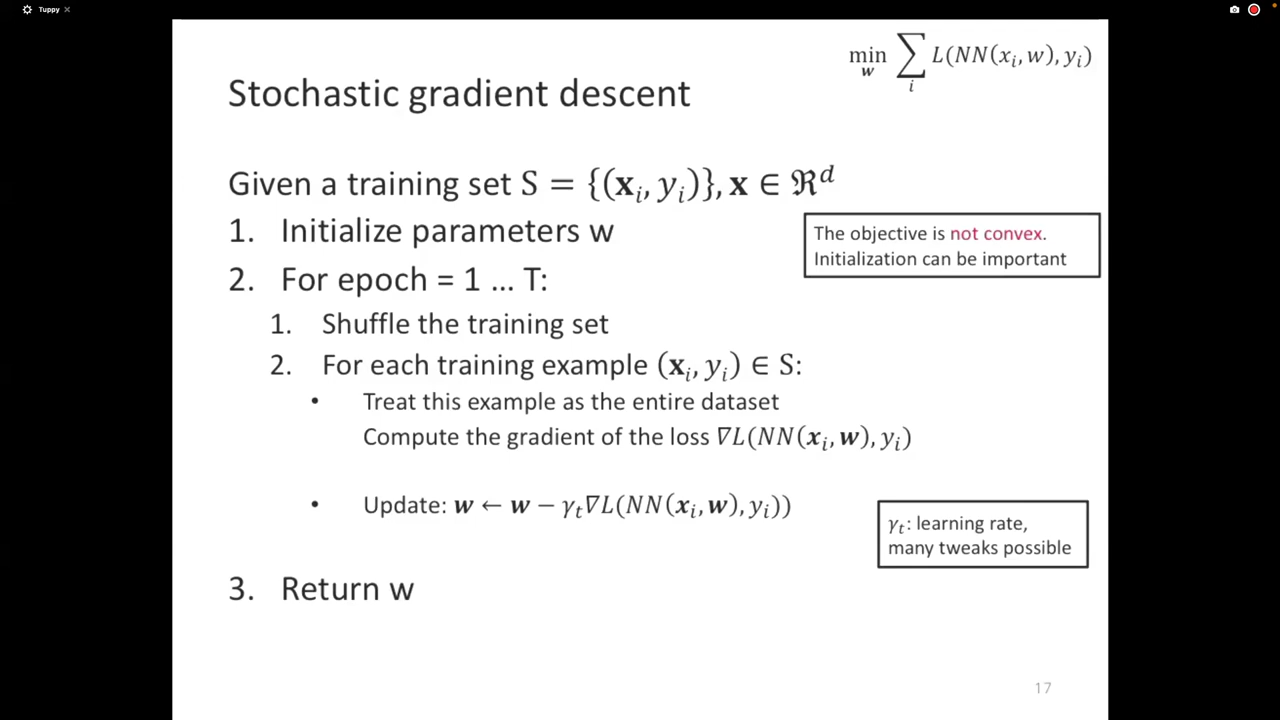 Tuppy ×
min_w ∑_i L(NN(x_i, w), y_i)
Stochastic gradient descent
Given a training set S = {(𝐱_i, y_i)}, 𝐱 ∈ ℜ^d
1. Initialize parameters w
The objective is not convex.
Initialization can be important
2. For epoch = 1 … T:
1. Shuffle the training set
2. For each training example (𝐱_i, y_i) ∈ S:
• Treat this example as the entire dataset
Compute the gradient of the loss ∇L(NN(𝒙_i, 𝒘), y_i)
• Update: 𝒘 ← 𝒘 − γ_t∇L(NN(𝒙_i, 𝒘), y_i))
γ_t: learning rate,
many tweaks possible
3. Return w
17